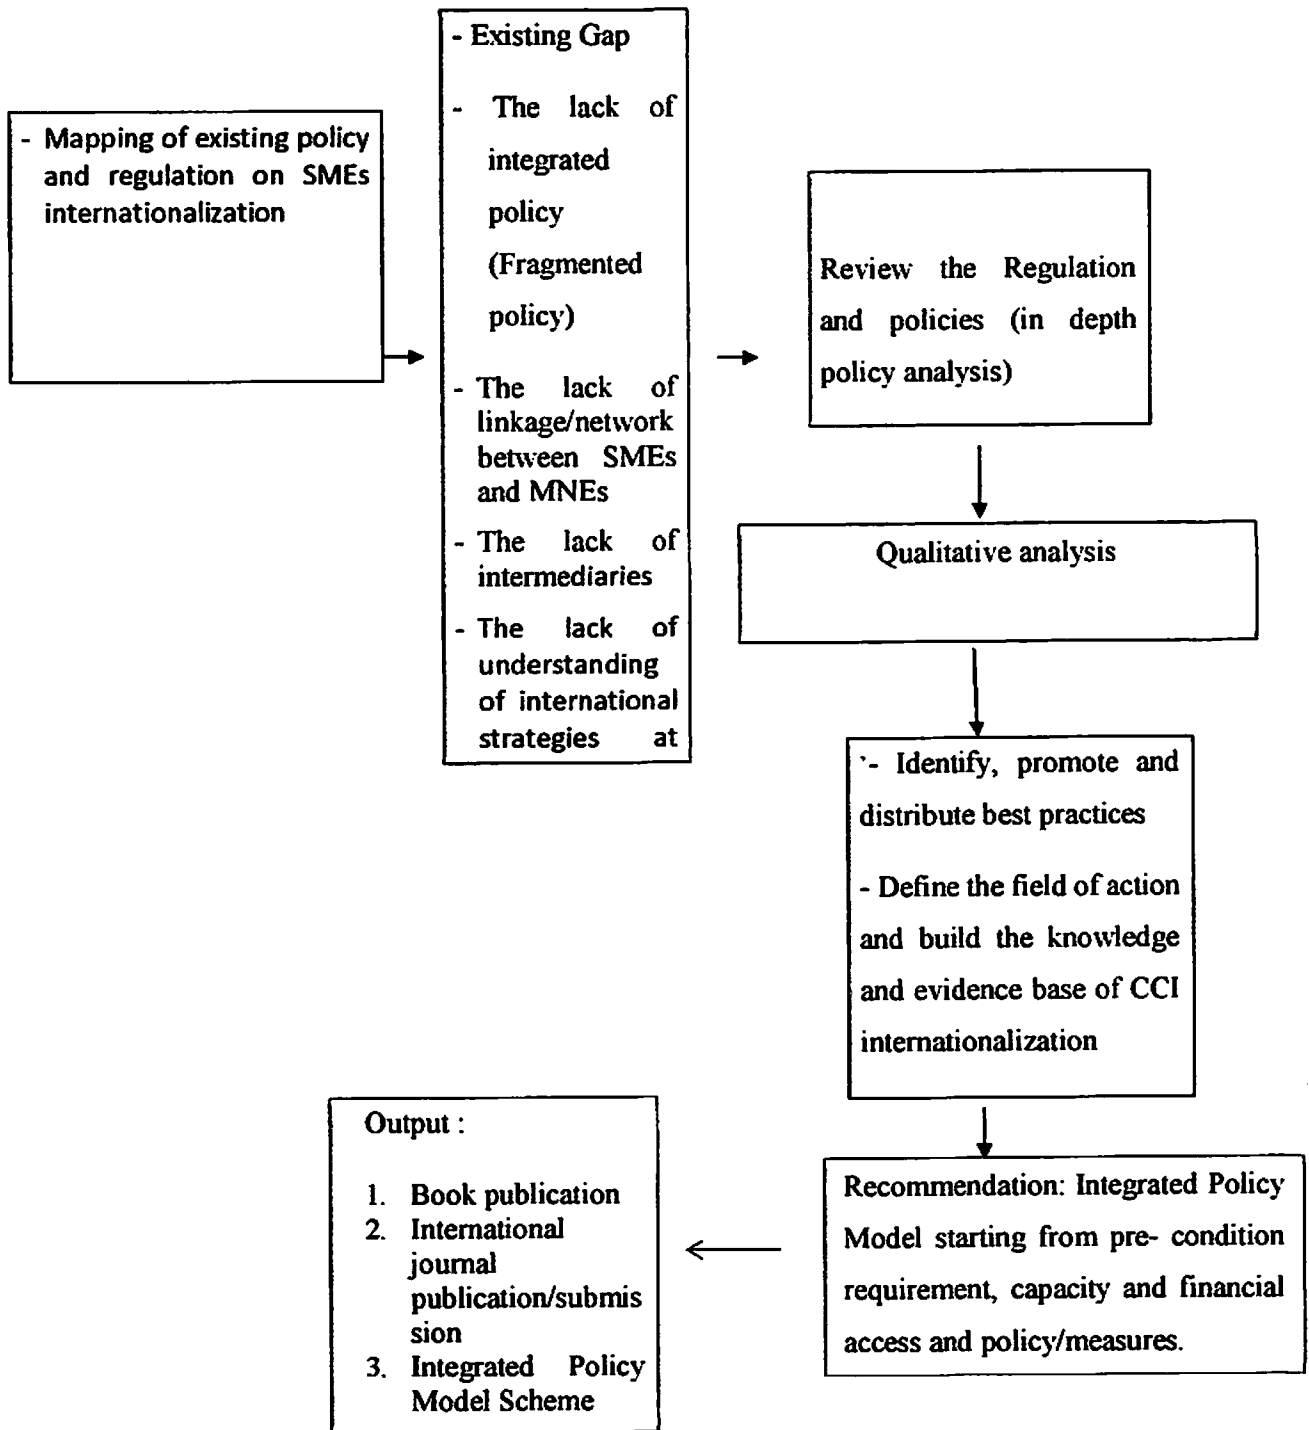 - Mapping of existing policy
and regulation on SMEs
internationalization
- Existing Gap
- The lack of
integrated
policy
(Fragmented
policy)
- The lack of
linkage/network
between SMEs
and MNEs
- The lack of
intermediaries
- The lack of
understanding
of international
strategies at
Review the Regulation
and policies (in depth
policy analysis)
Qualitative analysis
'- Identify, promote and
distribute best practices
- Define the field of action
and build the knowledge
and evidence base of CCI
internationalization
Recommendation: Integrated Policy
Model starting from pre- condition
requirement, capacity and financial
access and policy/measures.
Output :
1. Book publication
2. International
journal
publication/submis
sion
3. Integrated Policy
Model Scheme